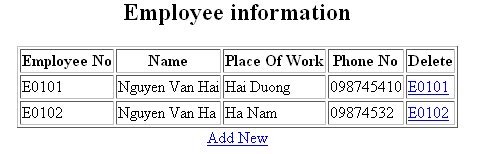 Employee information
Employee No Name Place Of Work Phone No Delete
E0101 Nguyen Van Hai Hai Duong 098745410 E0101
E0102 Nguyen Van Ha Ha Nam 09874532 E0102
Add New